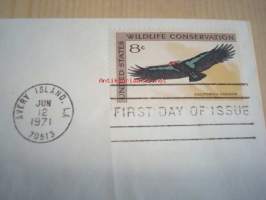 WILDLIFE CONSERVATION
8c
UNITED STATES
CALIFORNIA CONDOR
AVERY ISLAND, LA
JUN
12
1971
70513
FIRST DAY OF ISSUE